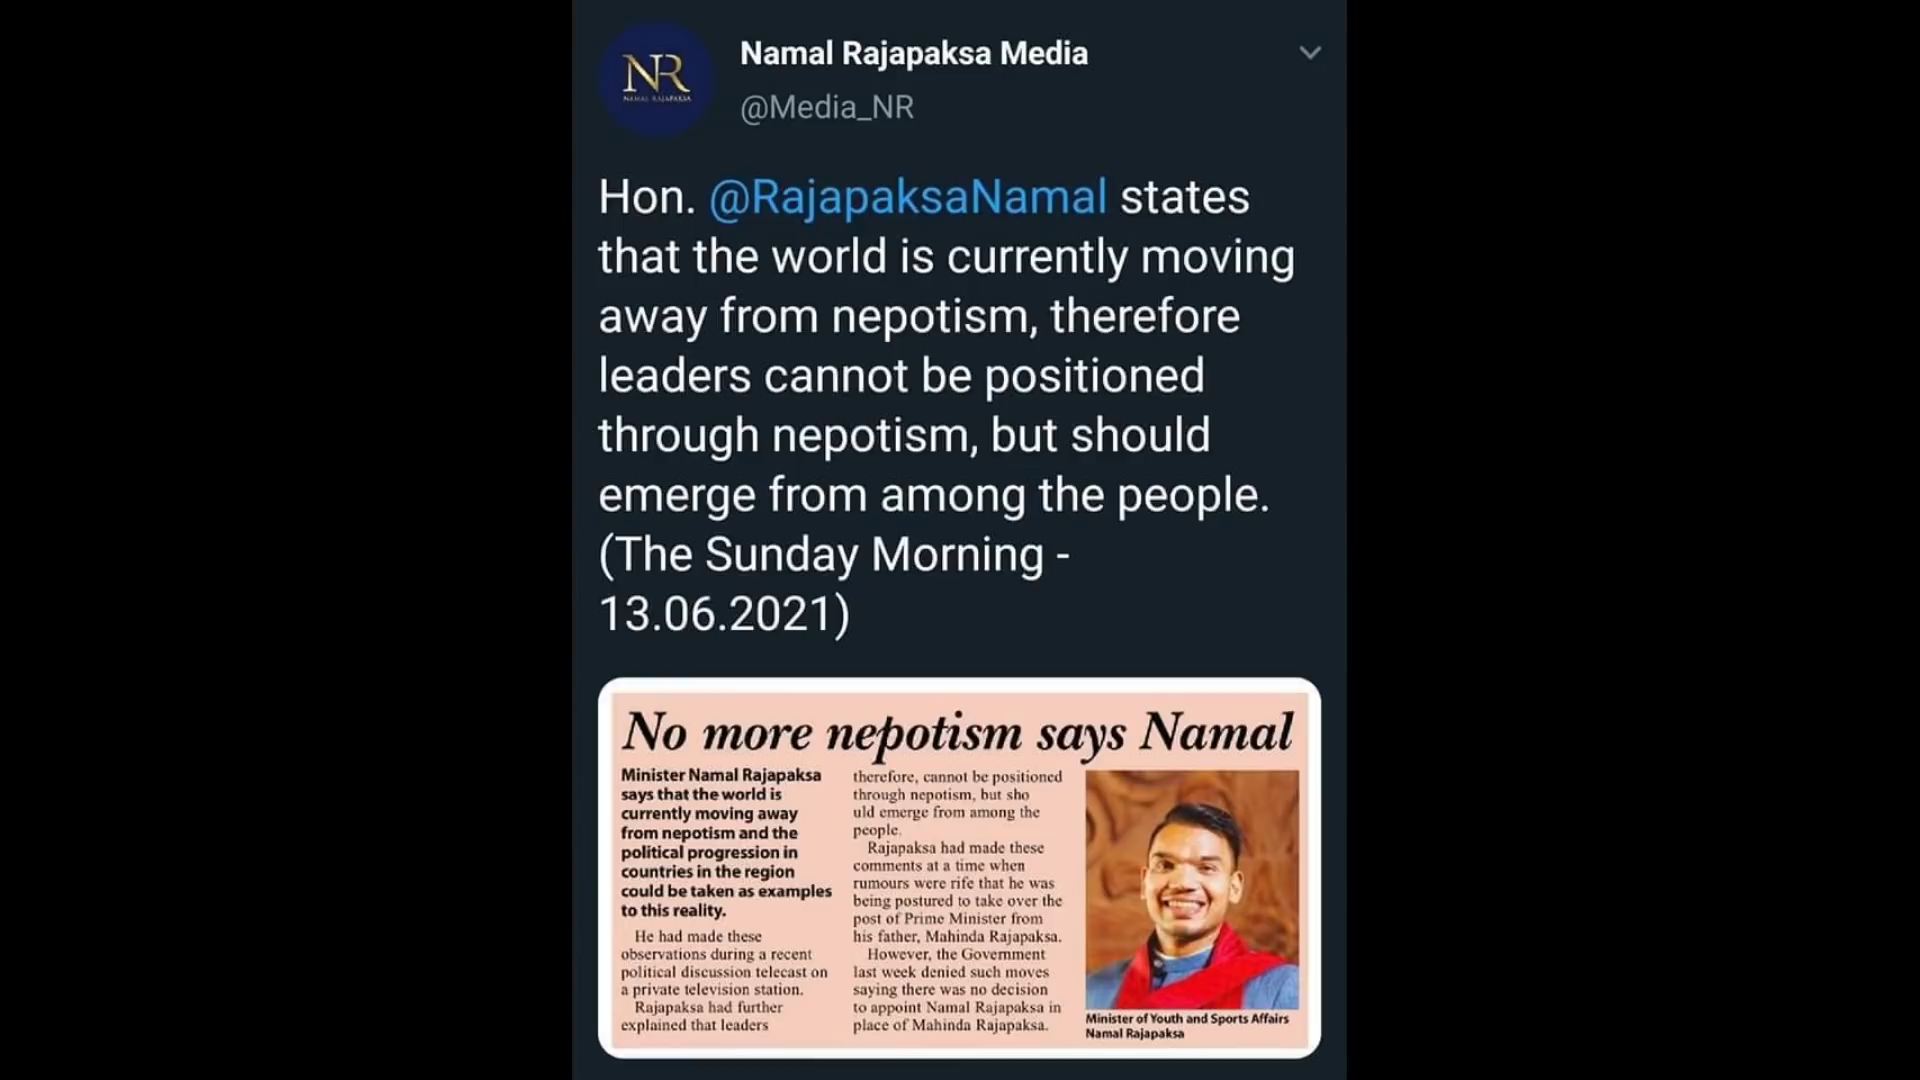 NR
NAMAL RAJAPAKSA
Namal Rajapaksa Media
@Media_NR
Hon. @RajapaksaNamal states
that the world is currently moving
away from nepotism, therefore
leaders cannot be positioned
through nepotism, but should
emerge from among the people.
(The Sunday Morning -
13.06.2021)
No more nepotism says Namal
Minister Namal Rajapaksa
says that the world is
currently moving away
from nepotism and the
political progression in
countries in the region
could be taken as examples
to this reality.
He had made these
observations during a recent
political discussion telecast on
a private television station.
Rajapaksa had further
explained that leaders
therefore, cannot be positioned
through nepotism, but sho
uld emerge from among the
people.
Rajapaksa had made these
comments at a time when
rumours were rife that he was
being postured to take over the
post of Prime Minister from
his father, Mahinda Rajapaksa.
However, the Government
last week denied such moves
saying there was no decision
to appoint Namal Rajapaksa in
place of Mahinda Rajapaksa.
Minister of Youth and Sports Affairs
Namal Rajapaksa